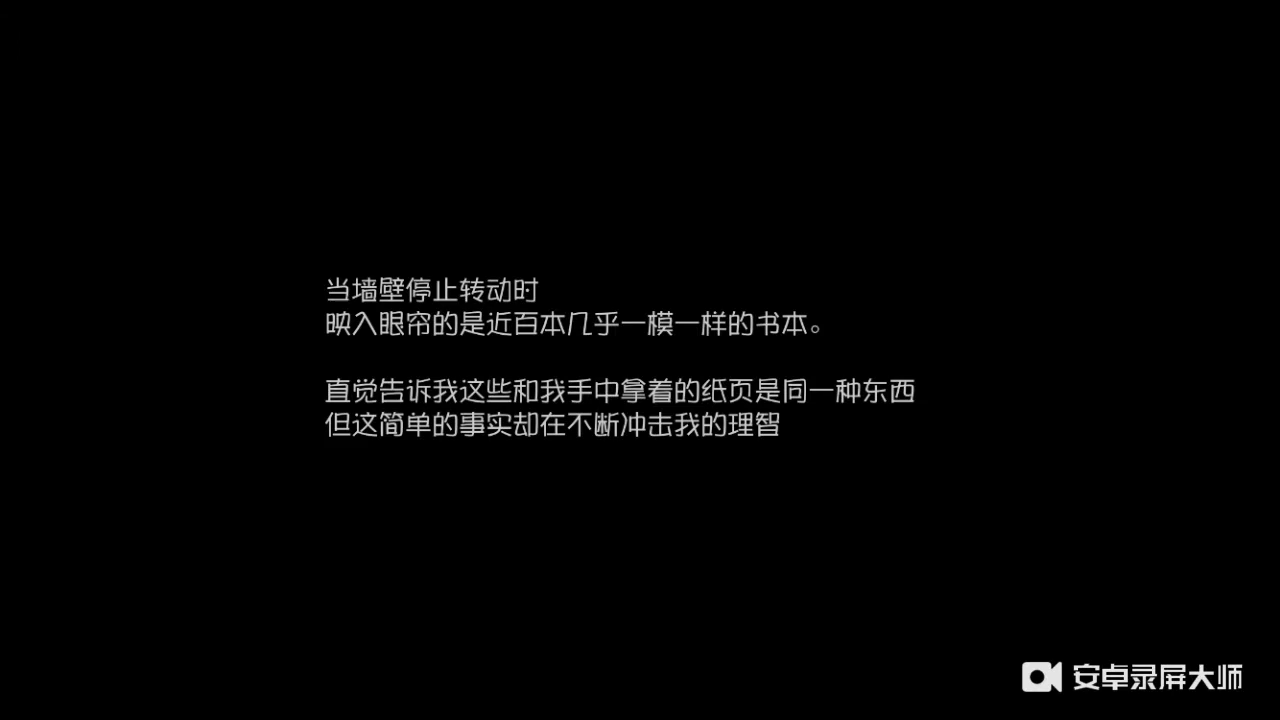 当墙壁停止转动时
映入眼帘的是近百本几乎一模一样的书本。
直觉告诉我这些和我手中拿着的纸页是同一种东西
但这简单的事实却在不断冲击我的理智
安卓录屏大师